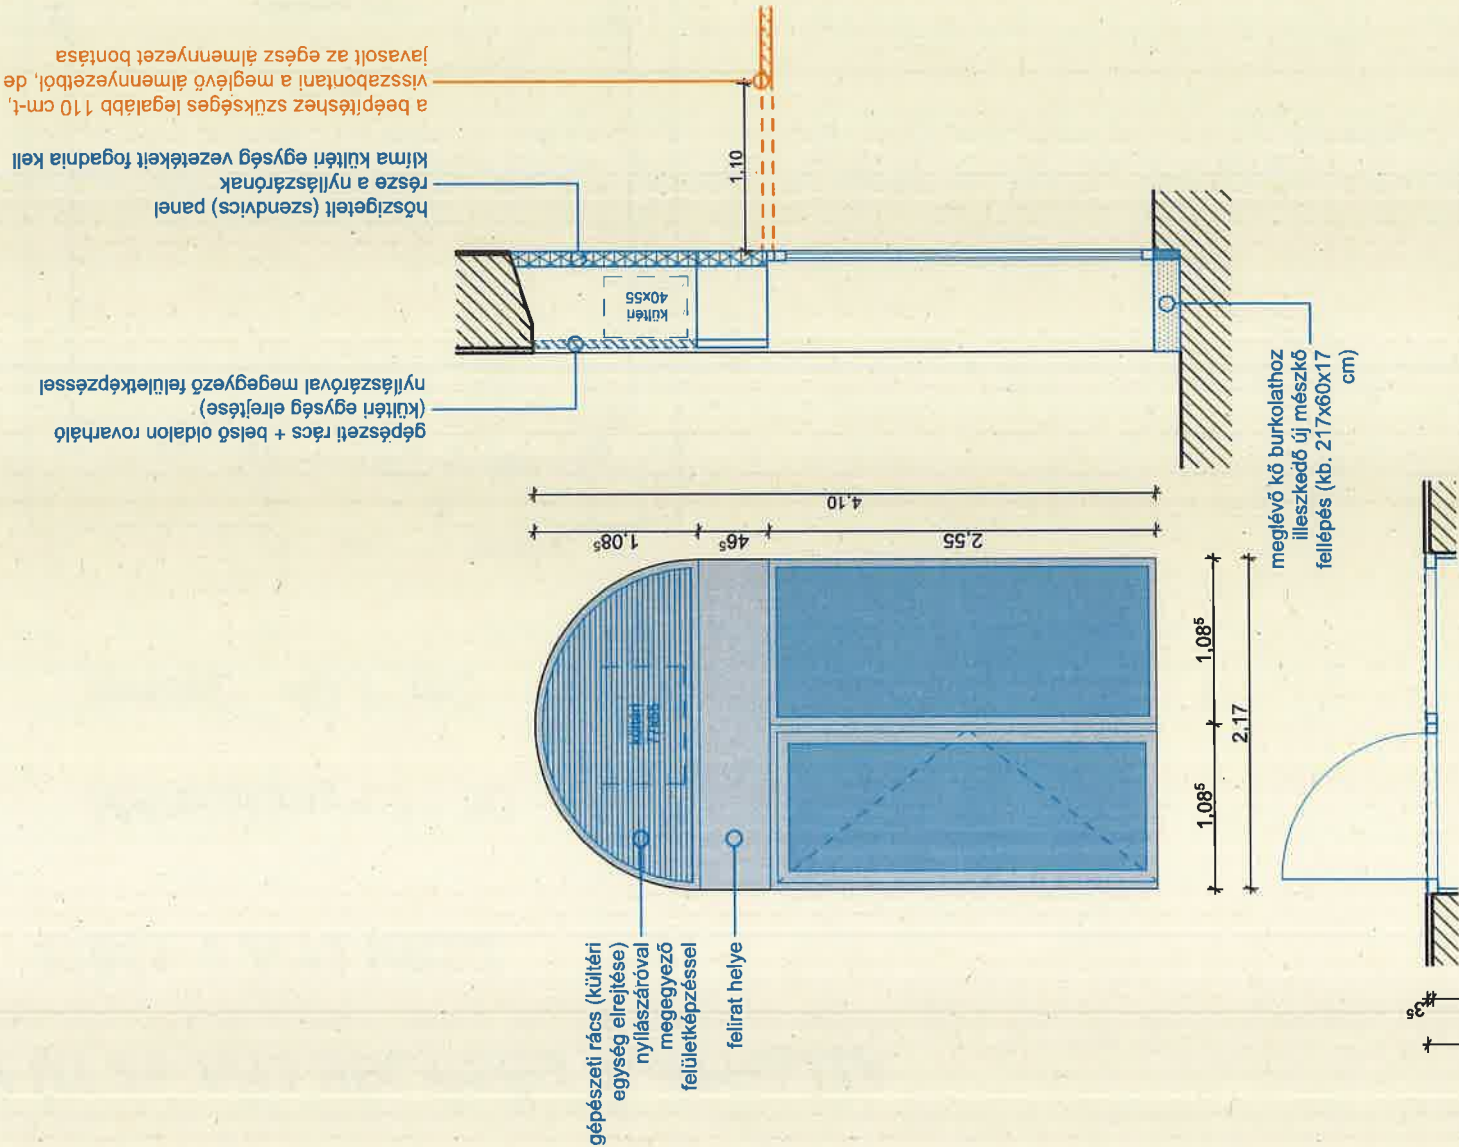 a beépítéshez szükséges legalább 110 cm-t,
visszabontani a meglévő álmennyezetből, de
javasolt az egész álmennyezet bontása
hőszigetelt (szendvics) panel
része a nyílászárónak
klíma kültéri egység vezetékeit fogadnia kell
gépészeti rács + belső oldalon rovarháló
(kültéri egység elrejtése)
nyílászáróval megegyező felületképzéssel
kültéri
40x55
1,10
meglévő kő burkolathoz
illeszkedő új mészkő
fellépés (kb. 217x60x17
cm)
4,10
1,08⁵
46⁵
2,55
kültéri
77x55
1,08⁵
1,08⁵
2,17
gépészeti rács (kültéri
egység elrejtése)
nyílászáróval
megegyező
felületképzéssel
felirat helye
3⁵